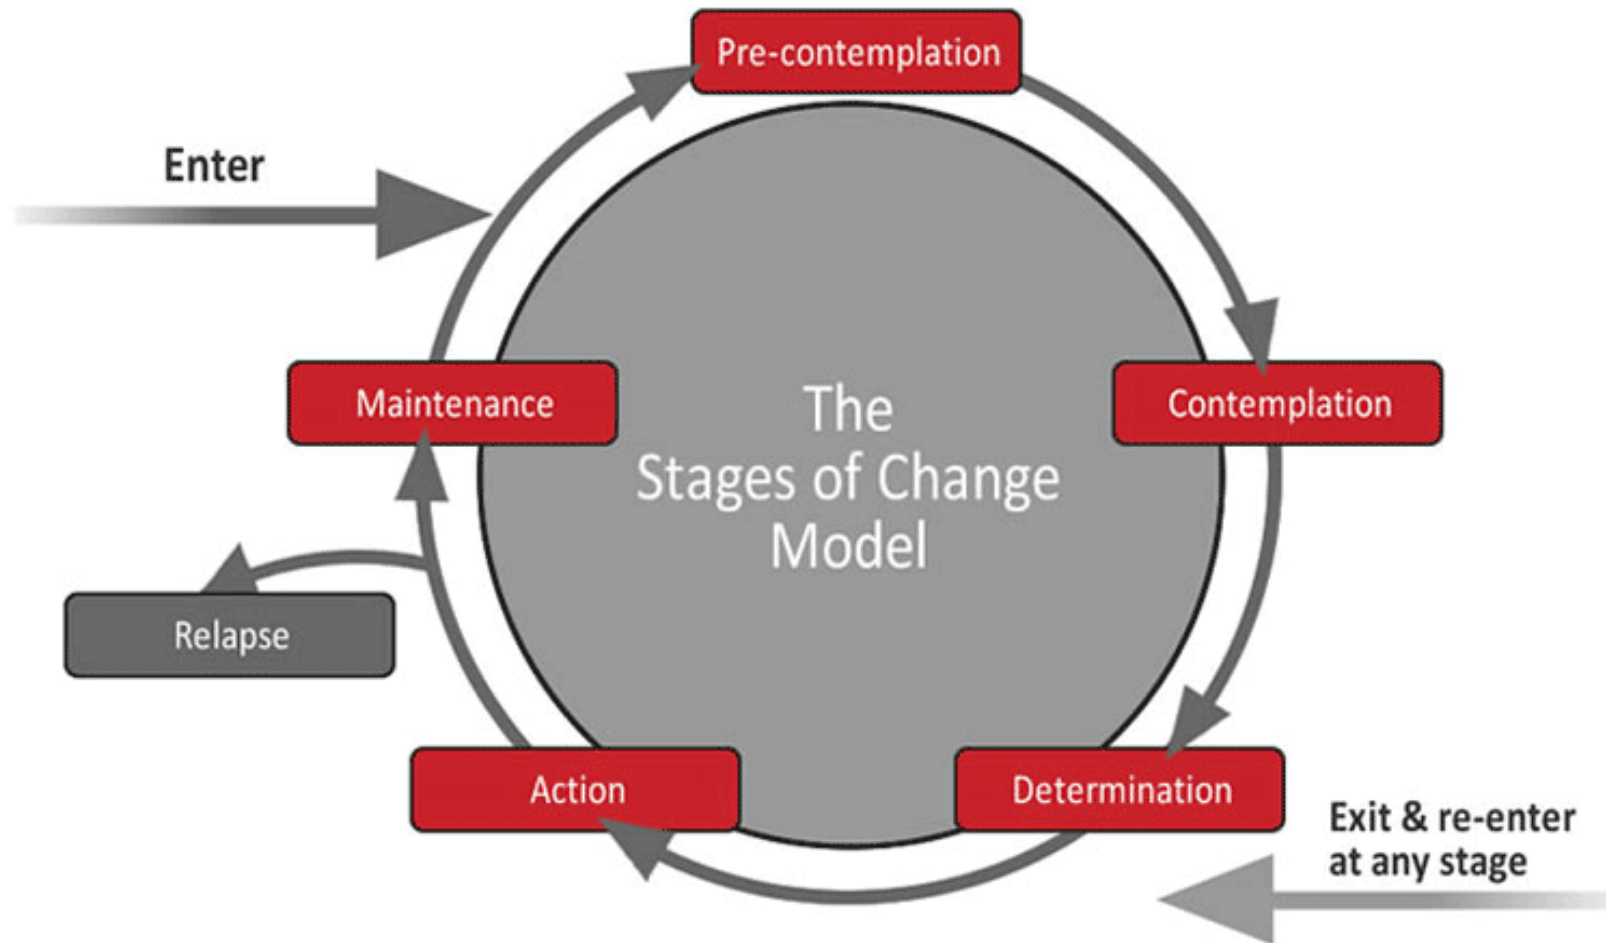 Pre-contemplation
Enter
Maintenance
Contemplation
The
Stages of Change
Model
Relapse
Action
Determination
Exit & re-enter
at any stage